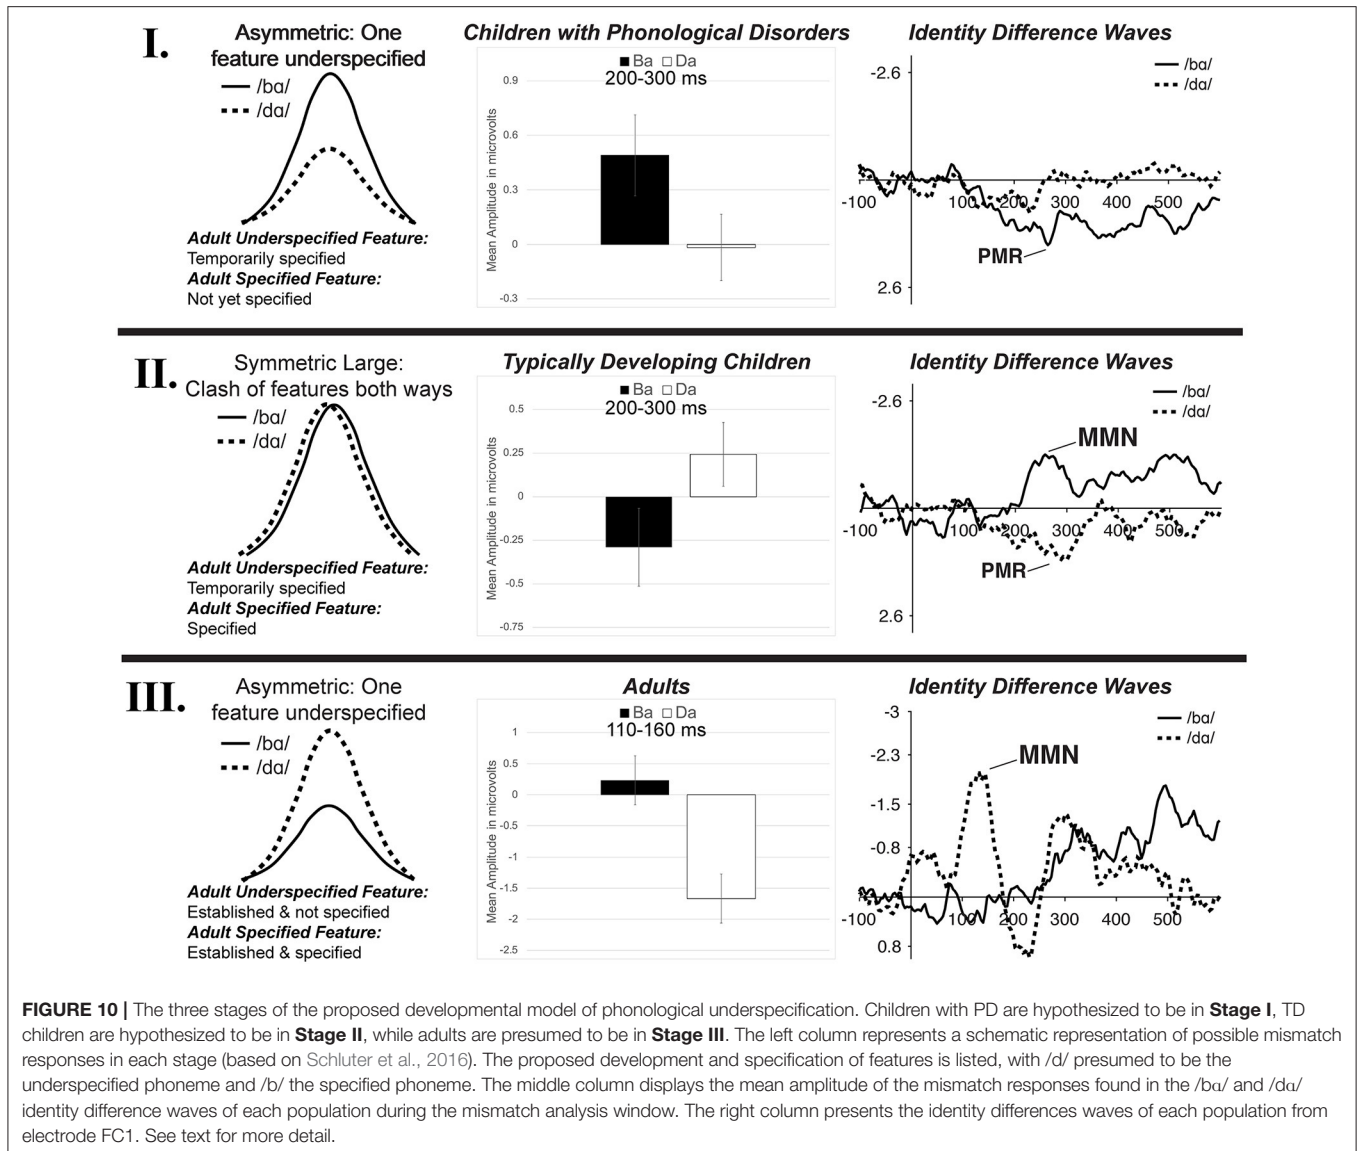 I.
Asymmetric: One
feature underspecified
/bɑ/
/dɑ/
Adult Underspecified Feature:
Temporarily specified
Adult Specified Feature:
Not yet specified
Children with Phonological Disorders
Ba Da
200-300 ms
Mean Amplitude in microvolts
0.9
0.6
0.3
0
-0.3
Identity Difference Waves
/bɑ/
/dɑ/
-2.6
-100 100 200 300 400 500
PMR
2.6
II.
Symmetric Large:
Clash of features both ways
/bɑ/
/dɑ/
Adult Underspecified Feature:
Temporarily specified
Adult Specified Feature:
Specified
Typically Developing Children
Ba Da
200-300 ms
Mean Amplitude in microvolts
0.5
0.25
0
-0.25
-0.5
-0.75
Identity Difference Waves
/bɑ/
/dɑ/
-2.6
MMN
-100 100 200 300 400 500
PMR
2.6
III.
Asymmetric: One
feature underspecified
/bɑ/
/dɑ/
Adult Underspecified Feature:
Established & not specified
Adult Specified Feature:
Established & specified
Adults
Ba Da
110-160 ms
Mean Amplitude in microvolts
1
0.5
0
-0.5
-1
-1.5
-2
-2.5
Identity Difference Waves
/bɑ/
/dɑ/
-3
MMN
-2.3
-1.5
-0.8
-100 100 200 300 400 500
0.8
FIGURE 10 | The three stages of the proposed developmental model of phonological underspecification. Children with PD are hypothesized to be in Stage I, TD
children are hypothesized to be in Stage II, while adults are presumed to be in Stage III. The left column represents a schematic representation of possible mismatch
responses in each stage (based on Schluter et al., 2016). The proposed development and specification of features is listed, with /d/ presumed to be the
underspecified phoneme and /b/ the specified phoneme. The middle column displays the mean amplitude of the mismatch responses found in the /bɑ/ and /dɑ/
identity difference waves of each population during the mismatch analysis window. The right column presents the identity differences waves of each population from
electrode FC1. See text for more detail.